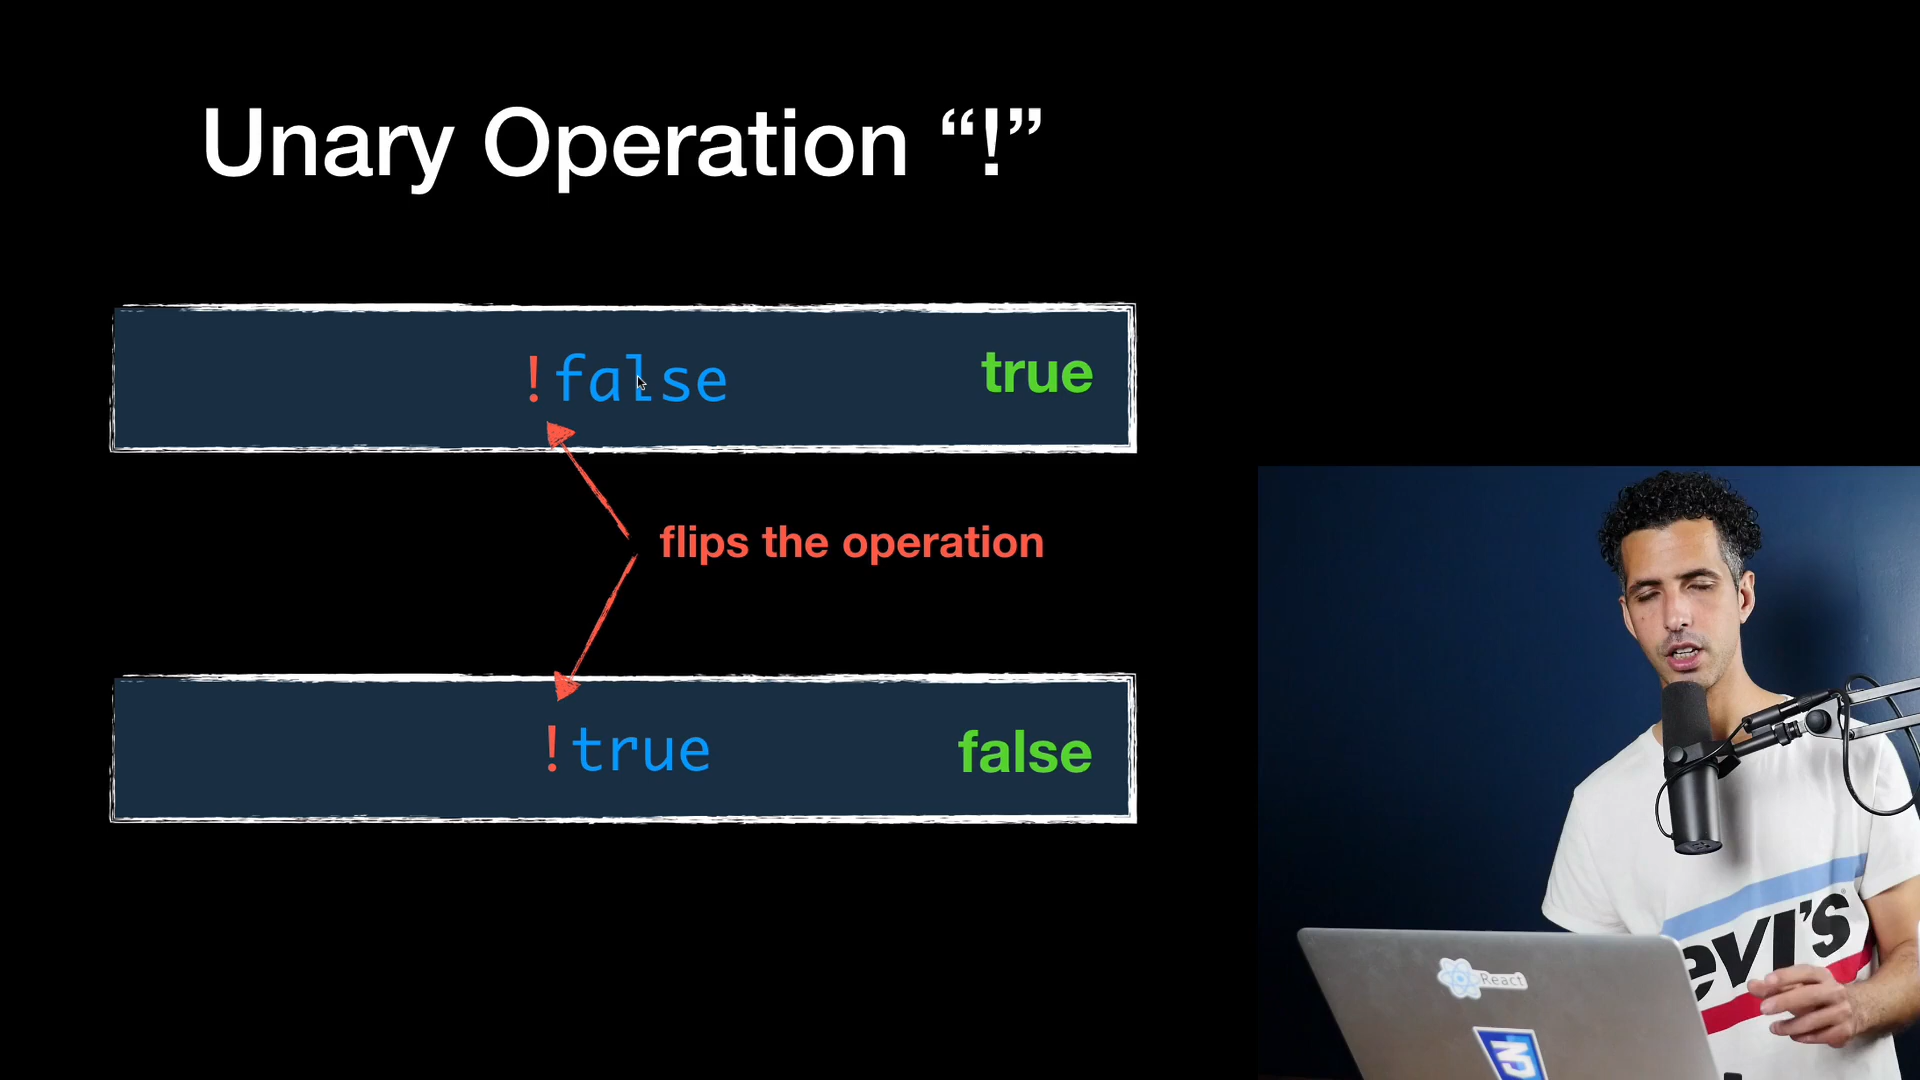 Unary Operation “!”
!false
true
flips the operation
!true
false
evi's
React